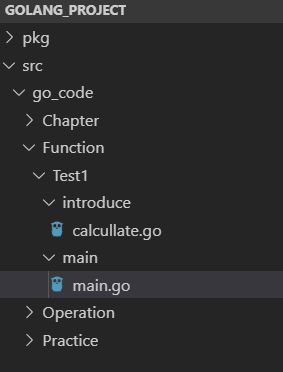 GOLANG_PROJECT
pkg
src
go_code
Chapter
Function
Test1
introduce
calcullate.go
main
main.go
Operation
Practice